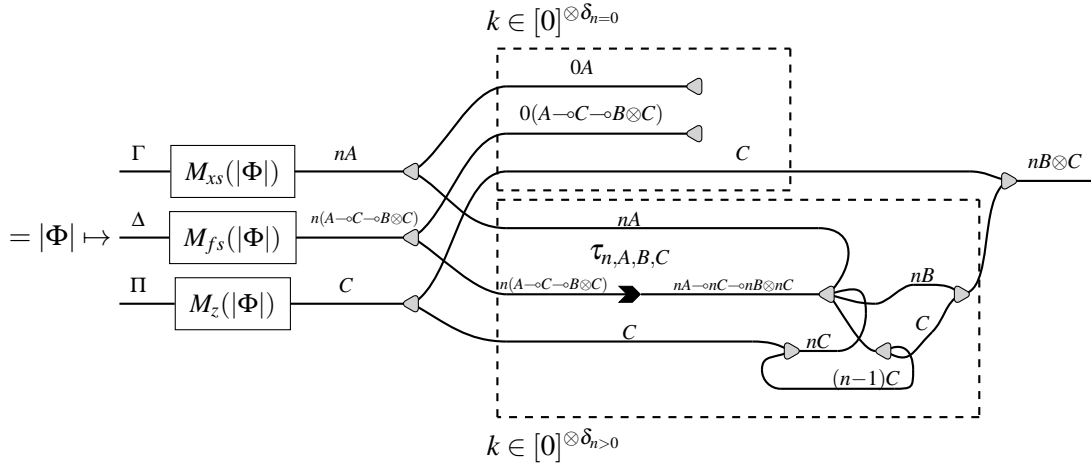 k ∈ [0]^{⊗δ_{n=0}}
0A
0(A⊸C⊸B⊗C)
C
Γ
M_{xs}(|Φ|)
nA
nB⊗C
nA
= |Φ| ↦
Δ
M_{fs}(|Φ|)
n(A⊸C⊸B⊗C)
τ_{n,A,B,C}
n(A⊸C⊸B⊗C)
nA⊸nC⊸nB⊗nC
nB
Π
M_z(|Φ|)
C
C
C
nC
(n−1)C
k ∈ [0]^{⊗δ_{n>0}}